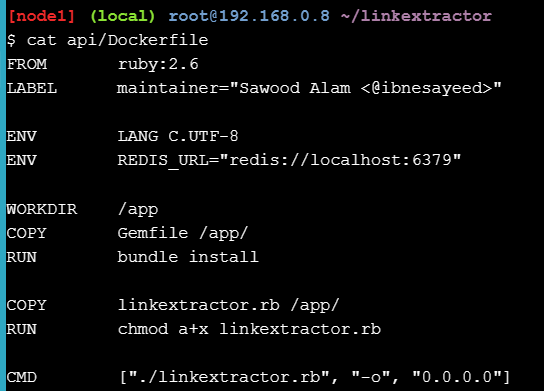 [node1] (local) root@192.168.0.8 ~/linkextractor
$ cat api/Dockerfile
FROM       ruby:2.6
LABEL      maintainer="Sawood Alam <@ibnesayeed>"

ENV        LANG C.UTF-8
ENV        REDIS_URL="redis://localhost:6379"

WORKDIR    /app
COPY       Gemfile /app/
RUN        bundle install

COPY       linkextractor.rb /app/
RUN        chmod a+x linkextractor.rb

CMD        ["./linkextractor.rb", "-o", "0.0.0.0"]